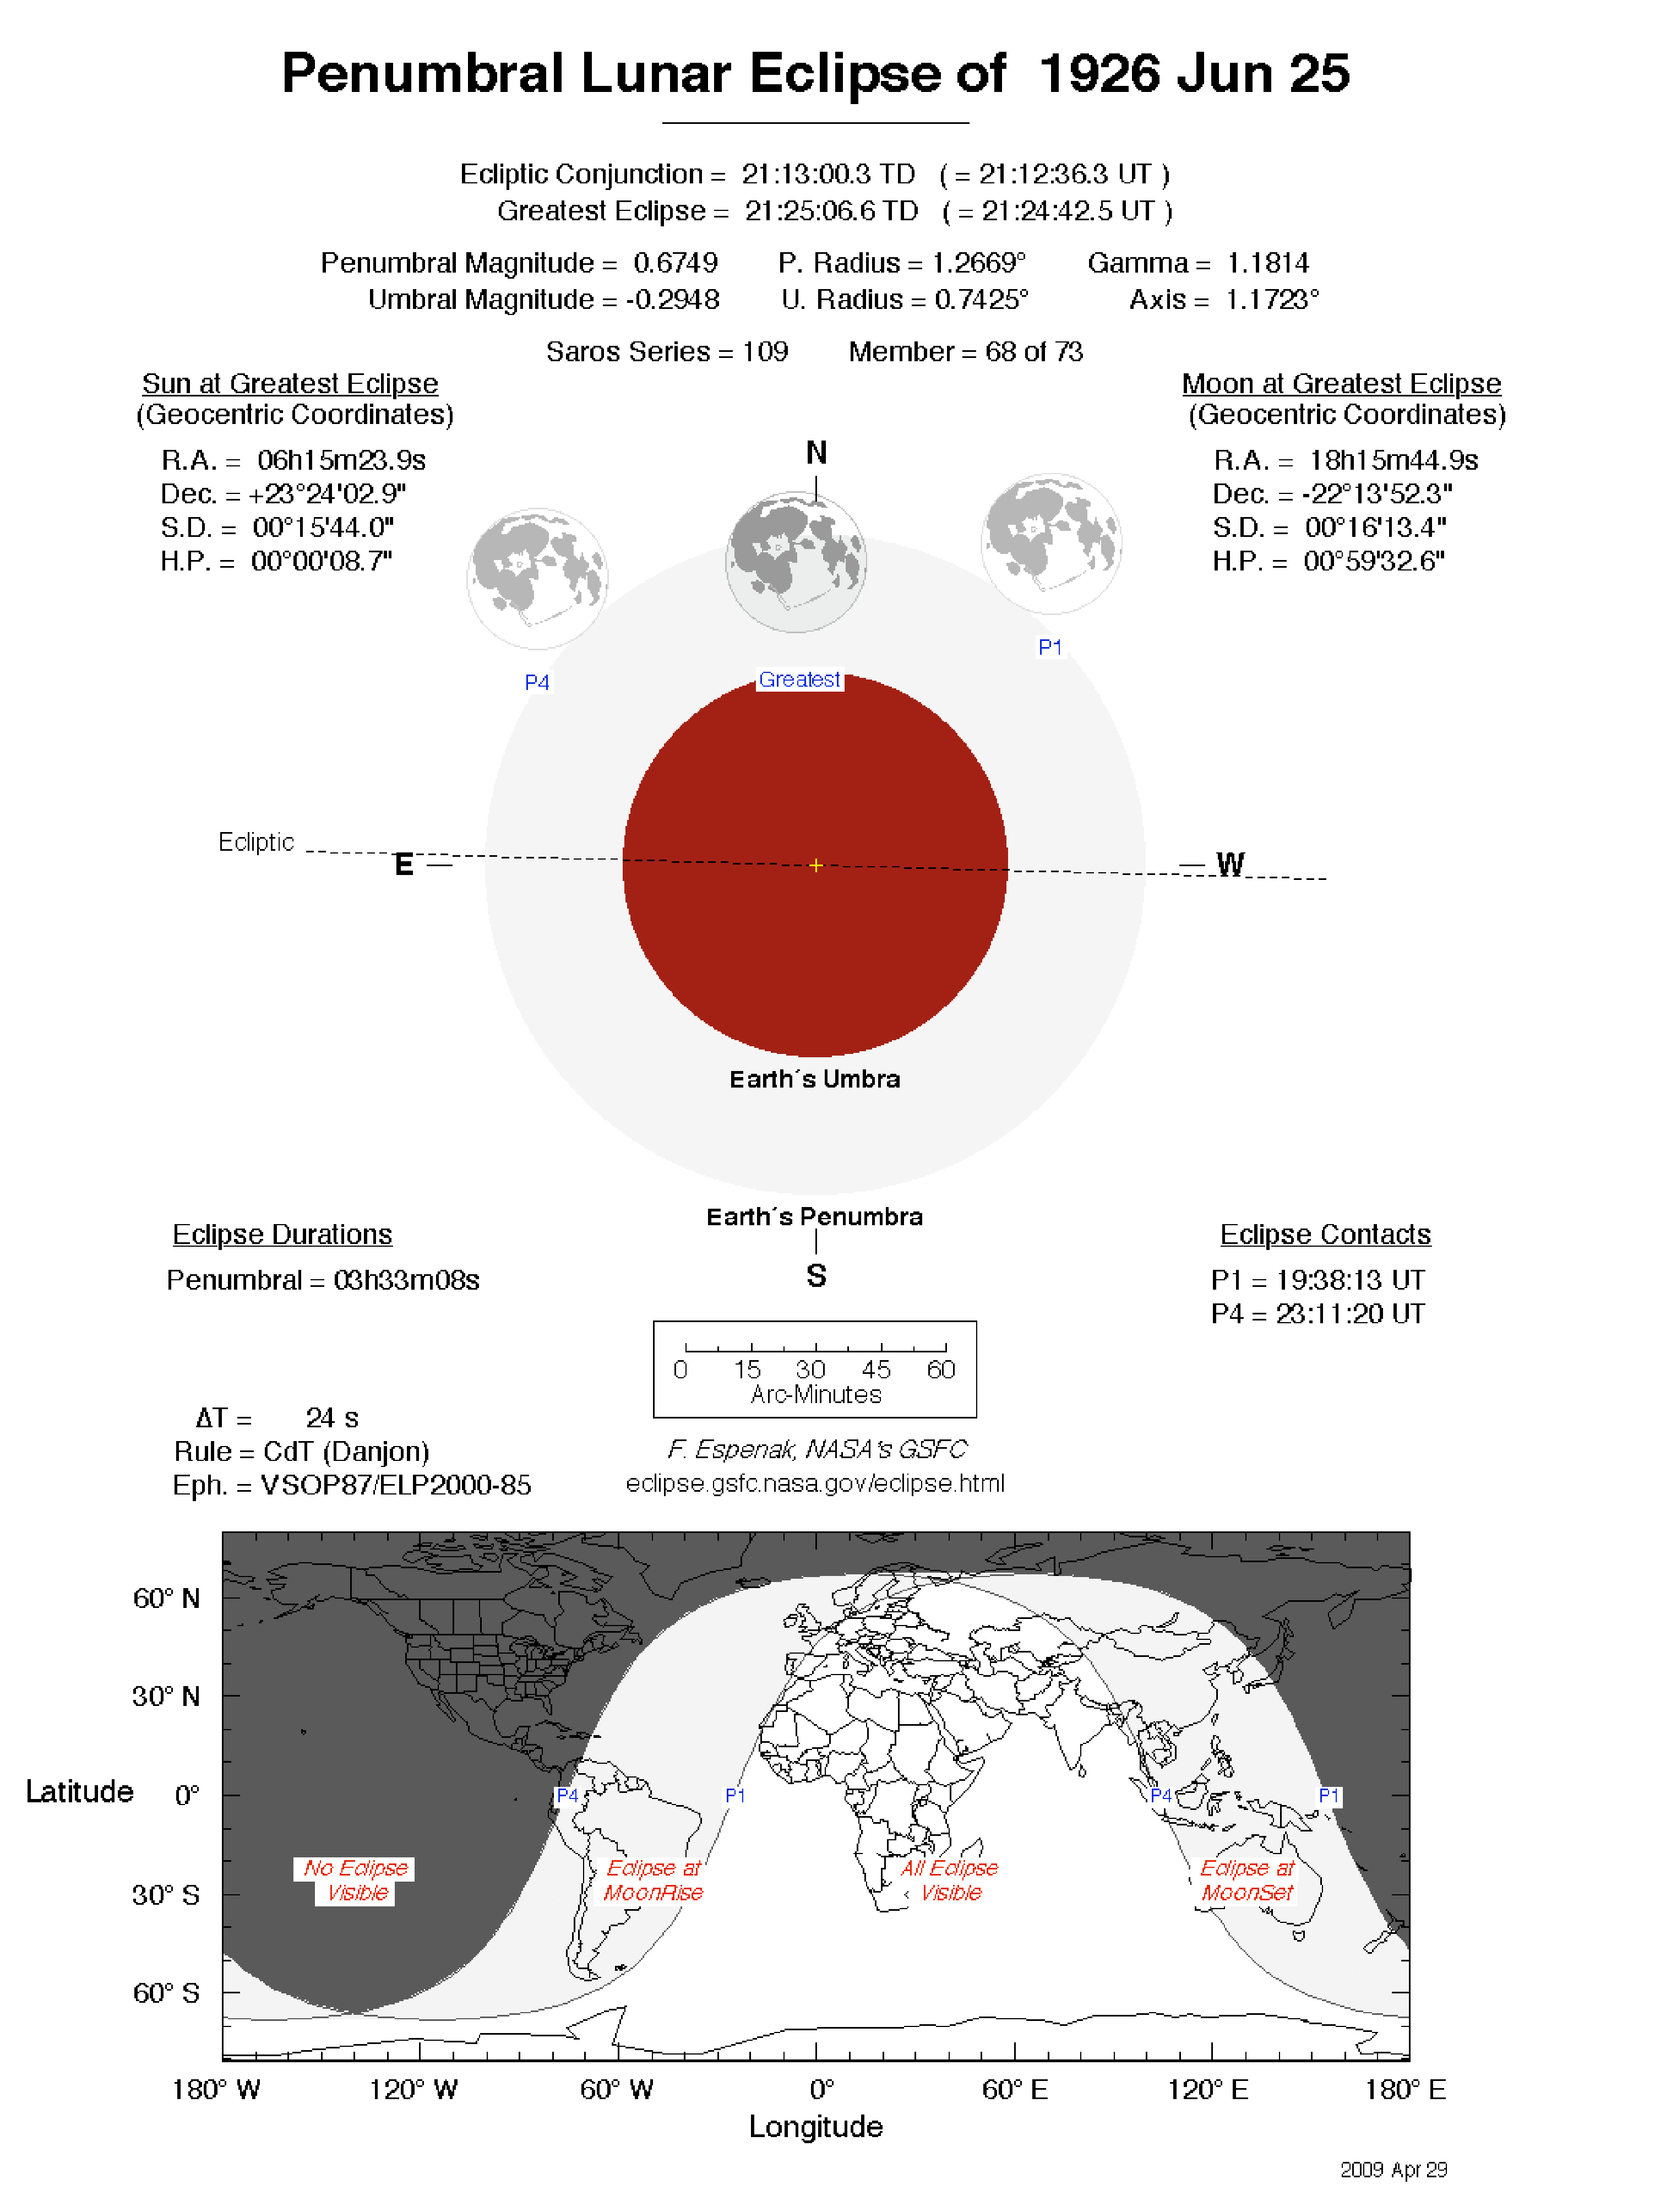 Penumbral Lunar Eclipse of 1926 Jun 25
Ecliptic Conjunction = 21:13:00.3 TD ( = 21:12:36.3 UT )
Greatest Eclipse = 21:25:06.6 TD ( = 21:24:42.5 UT )
Penumbral Magnitude = 0.6749 P. Radius = 1.2669° Gamma = 1.1814
Umbral Magnitude = -0.2948 U. Radius = 0.7425° Axis = 1.1723°
Saros Series = 109 Member = 68 of 73
Sun at Greatest Eclipse
(Geocentric Coordinates)
R.A. = 06h15m23.9s
Dec. = +23°24'02.9"
S.D. = 00°15'44.0"
H.P. = 00°00'08.7"
Moon at Greatest Eclipse
(Geocentric Coordinates)
R.A. = 18h15m44.9s
Dec. = -22°13'52.3"
S.D. = 00°16'13.4"
H.P. = 00°59'32.6"
N
P1
P4
Greatest
Ecliptic
E
W
Earth´s Umbra
Earth´s Penumbra
S
Eclipse Durations
Penumbral = 03h33m08s
Eclipse Contacts
P1 = 19:38:13 UT
P4 = 23:11:20 UT
0 15 30 45 60
Arc-Minutes
ΔT = 24 s
Rule = CdT (Danjon)
Eph. = VSOP87/ELP2000-85
F. Espenak, NASA's GSFC
eclipse.gsfc.nasa.gov/eclipse.html
60° N
30° N
Latitude 0°
30° S
60° S
P4 P1 P4 P1
No Eclipse
Visible
Eclipse at
MoonRise
All Eclipse
Visible
Eclipse at
MoonSet
180° W 120° W 60° W 0° 60° E 120° E 180° E
Longitude
2009 Apr 29